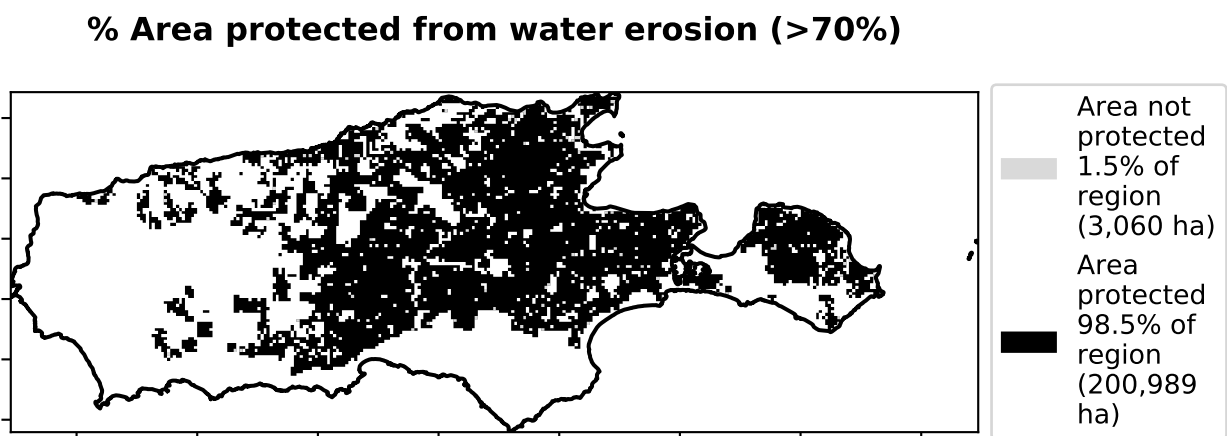 % Area protected from water erosion (>70%)
Area not
protected
1.5% of
region
(3,060 ha)
Area
protected
98.5% of
region
(200,989
ha)